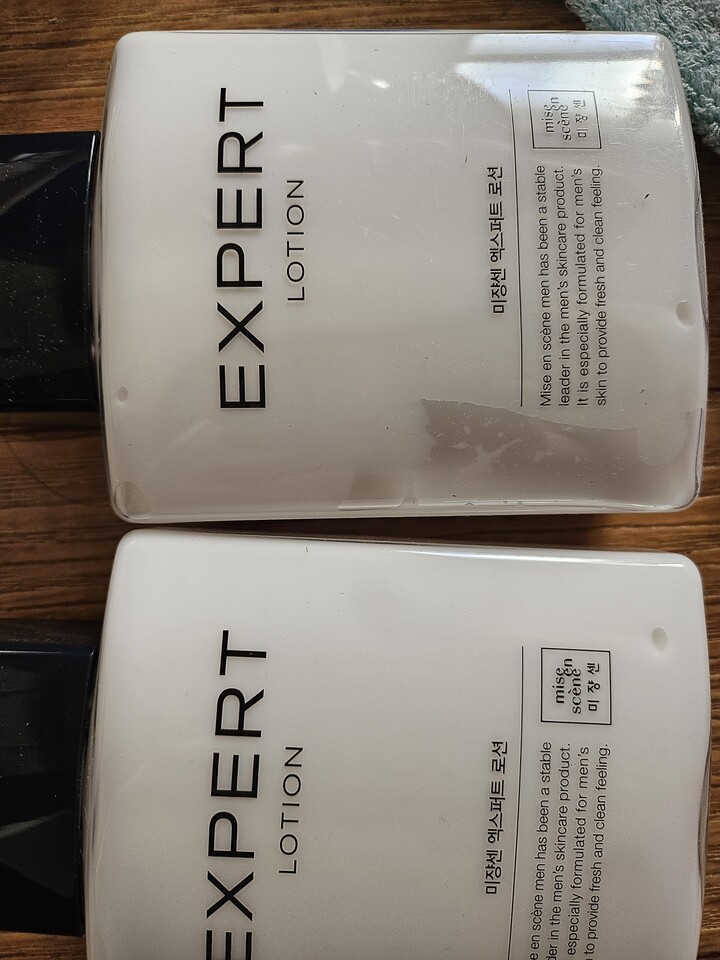 EXPERT
LOTION
미쟝센 엑스퍼트 로션
Mise en scène men has been a stable
leader in the men's skincare product.
It is especially formulated for men's
skin to provide fresh and clean feeling.
mise
en
scène
미쟝센
EXPERT
LOTION
미쟝센 엑스퍼트 로션
en scène men has been a stable
in the men's skincare product.
especially formulated for men's
to provide fresh and clean feeling.
mise
en
scène
미쟝센